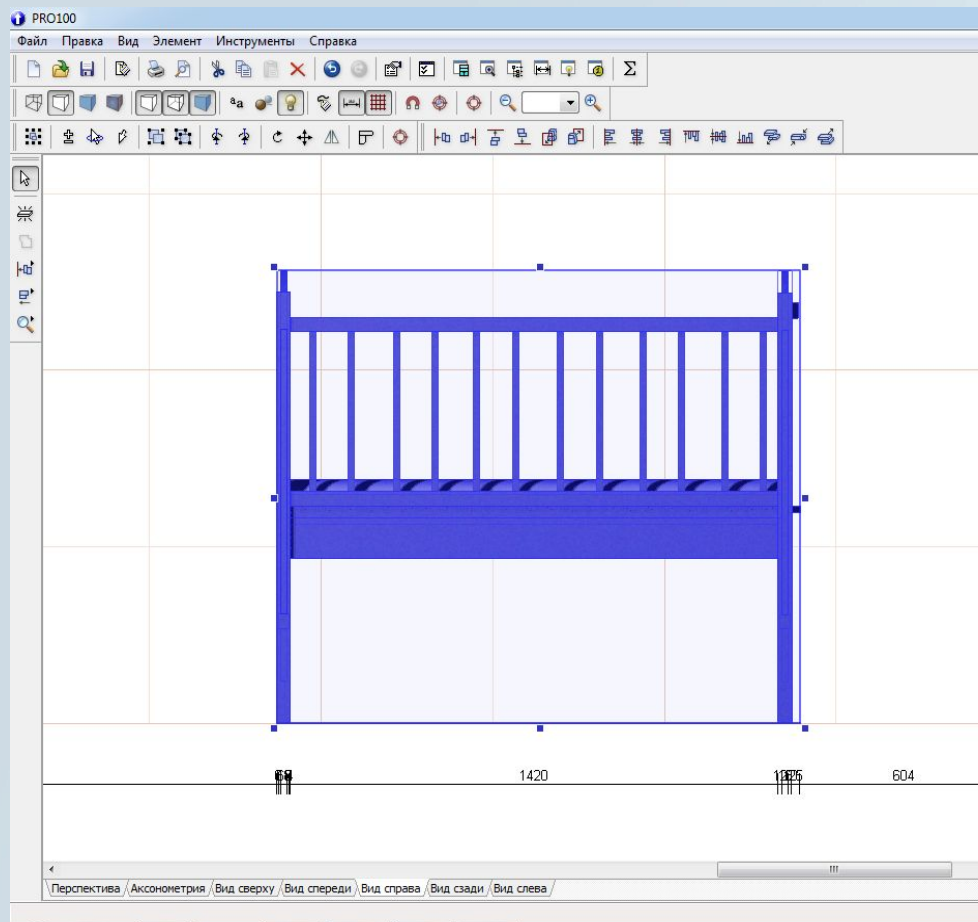 PRO100
Файл Правка Вид Элемент Инструменты Справка
1420 604
Перспектива Аксонометрия Вид сверху Вид спереди Вид справа Вид сзади Вид слева